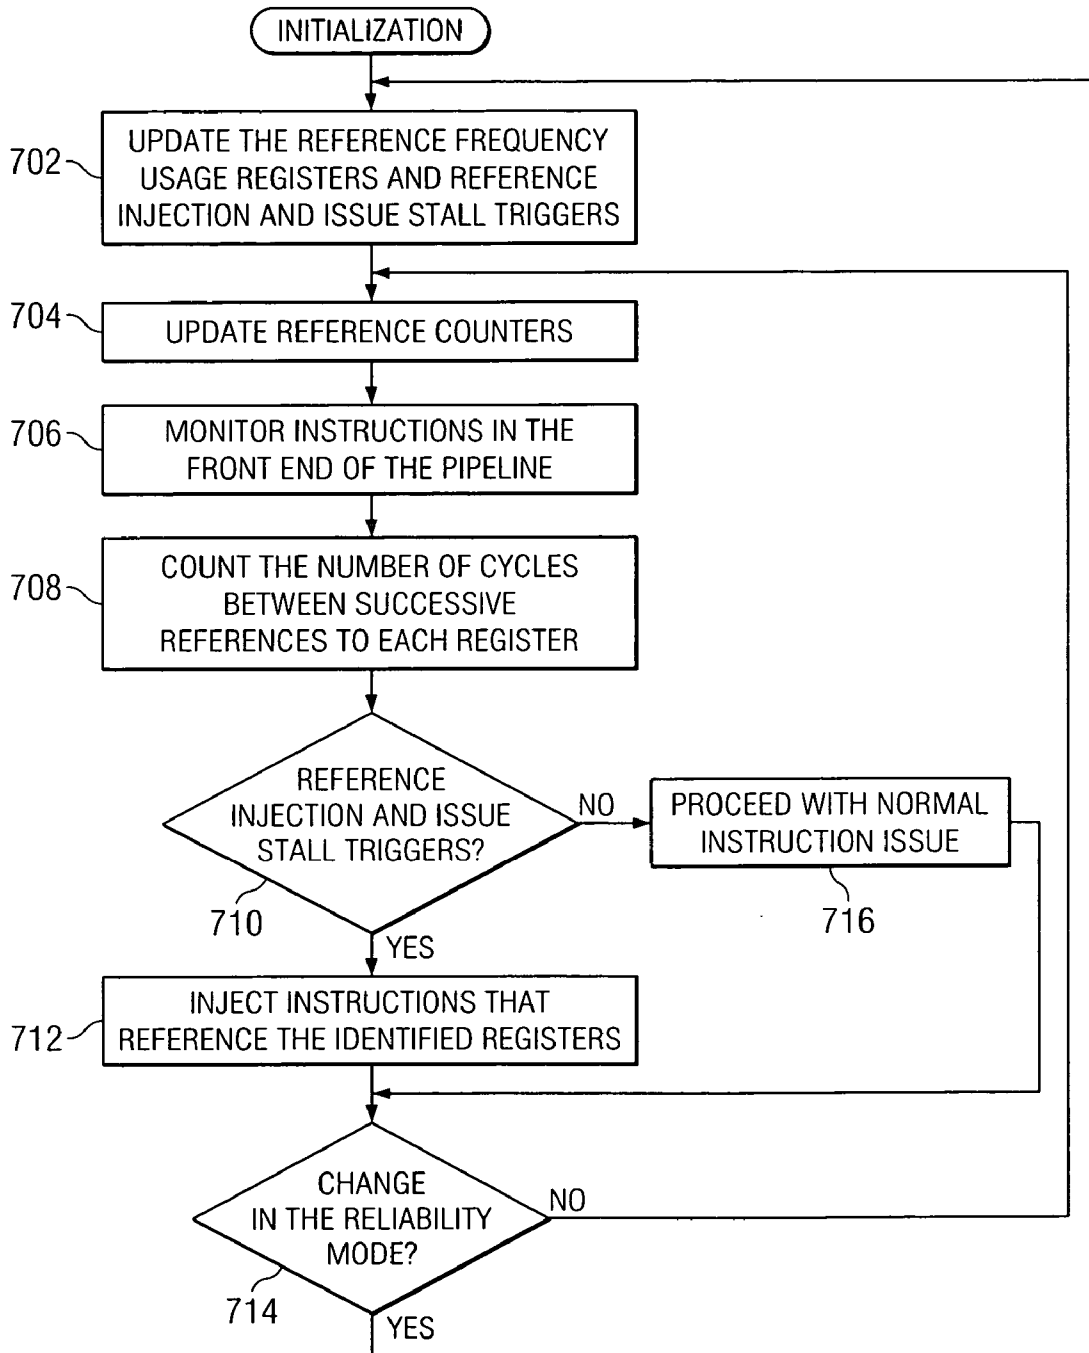 INITIALIZATION
702
UPDATE THE REFERENCE FREQUENCY
USAGE REGISTERS AND REFERENCE
INJECTION AND ISSUE STALL TRIGGERS
704
UPDATE REFERENCE COUNTERS
706
MONITOR INSTRUCTIONS IN THE
FRONT END OF THE PIPELINE
708
COUNT THE NUMBER OF CYCLES
BETWEEN SUCCESSIVE
REFERENCES TO EACH REGISTER
REFERENCE
INJECTION AND ISSUE
STALL TRIGGERS?
710
NO
PROCEED WITH NORMAL
INSTRUCTION ISSUE
716
YES
712
INJECT INSTRUCTIONS THAT
REFERENCE THE IDENTIFIED REGISTERS
CHANGE
IN THE RELIABILITY
MODE?
714
NO
YES